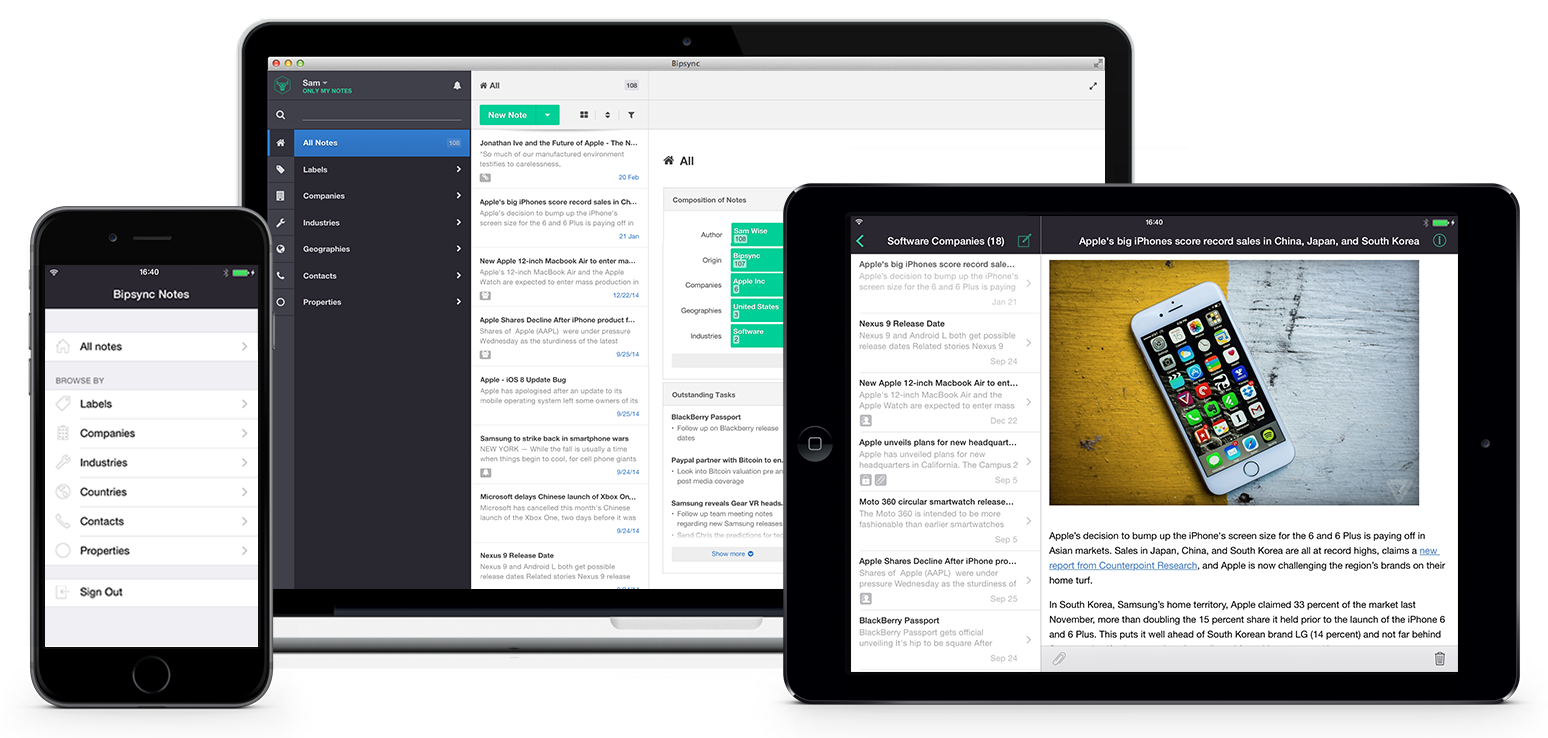 Bipsync
Sam
ONLY MY NOTES
All Notes 108
Labels
Companies
Industries
Geographies
Contacts
Properties
All 108
New Note
Jonathan Ive and the Future of Apple - The N...
"So much of our manufactured environment
testifies to carelessness.
20 Feb
Apple's big iPhones score record sales in Ch...
Apple's decision to bump up the iPhone's
screen size for the 6 and 6 Plus is paying off in
21 Jan
New Apple 12-inch Macbook Air to enter ma...
Apple's 12-inch MacBook Air and the Apple
Watch are expected to enter mass production in
12/22/14
Apple Shares Decline After iPhone product f...
Shares of Apple (AAPL) were under pressure
Wednesday as the sturdiness of the latest
9/25/14
Apple - iOS 8 Update Bug
Apple has apologised after an update to its
mobile operating system left some owners of its
9/25/14
Samsung to strike back in smartphone wars
NEW YORK — While the fall is usually a time
when things begin to cool, for cell phone giants
9/24/14
Microsoft delays Chinese launch of Xbox On...
Microsoft has cancelled this month's Chinese
launch of the Xbox One, two days before it was
9/24/14
Nexus 9 Release Date
Nexus 9 and Android L both get possible
release dates Related stories Nexus 9 release
9/24/14
All
Composition of Notes
Author Sam Wise
108
Origin Bipsync
107
Companies Apple Inc
6
Geographies United States
3
Industries Software
2
Outstanding Tasks
BlackBerry Passport
• Follow up on Blackberry release
dates
Paypal partner with Bitcoin to en...
• Look into Bitcoin valuation pre an
post media coverage
Samsung reveals Gear VR heads...
• Follow up team meeting notes
regarding new Samsung releases.
• Send Chris the predictions for tec
Show more
16:40
Bipsync Notes
All notes
BROWSE BY
Labels
Companies
Industries
Countries
Contacts
Properties
Sign Out
16:40
Software Companies (18)
Apple's big iPhones score record sale...
Apple's decision to bump up the iPhone's
screen size for the 6 and 6 Plus is paying
Jan 21
Nexus 9 Release Date
Nexus 9 and Android L both get possible
release dates Related stories Nexus 9
Sep 24
New Apple 12-inch Macbook Air to ent...
Apple's 12-inch MacBook Air and the
Apple Watch are expected to enter mass
Dec 22
Apple unveils plans for new headquart...
Apple has unveiled plans for new
headquarters in California. The Campus 2
Sep 5
Moto 360 circular smartwatch release...
The Moto 360 is intended to be more
fashionable than earlier smartwatches
Sep 5
Apple Shares Decline After iPhone pro...
Shares of Apple (AAPL) were under
pressure Wednesday as the sturdiness of
Sep 25
BlackBerry Passport
BlackBerry Passport gets official
unveiling It's hip to be square After
Sep 24
Apple's big iPhones score record sales in China, Japan, and South Korea
Apple's decision to bump up the iPhone's screen size for the 6 and 6 Plus is paying off in
Asian markets. Sales in Japan, China, and South Korea are all at record highs, claims a new
report from Counterpoint Research, and Apple is now challenging the region's brands on their
home turf.
In South Korea, Samsung's home territory, Apple claimed 33 percent of the market last
November, more than doubling the 15 percent share it held prior to the launch of the iPhone 6
and 6 Plus. This puts it well ahead of South Korean brand LG (14 percent) and not far behind